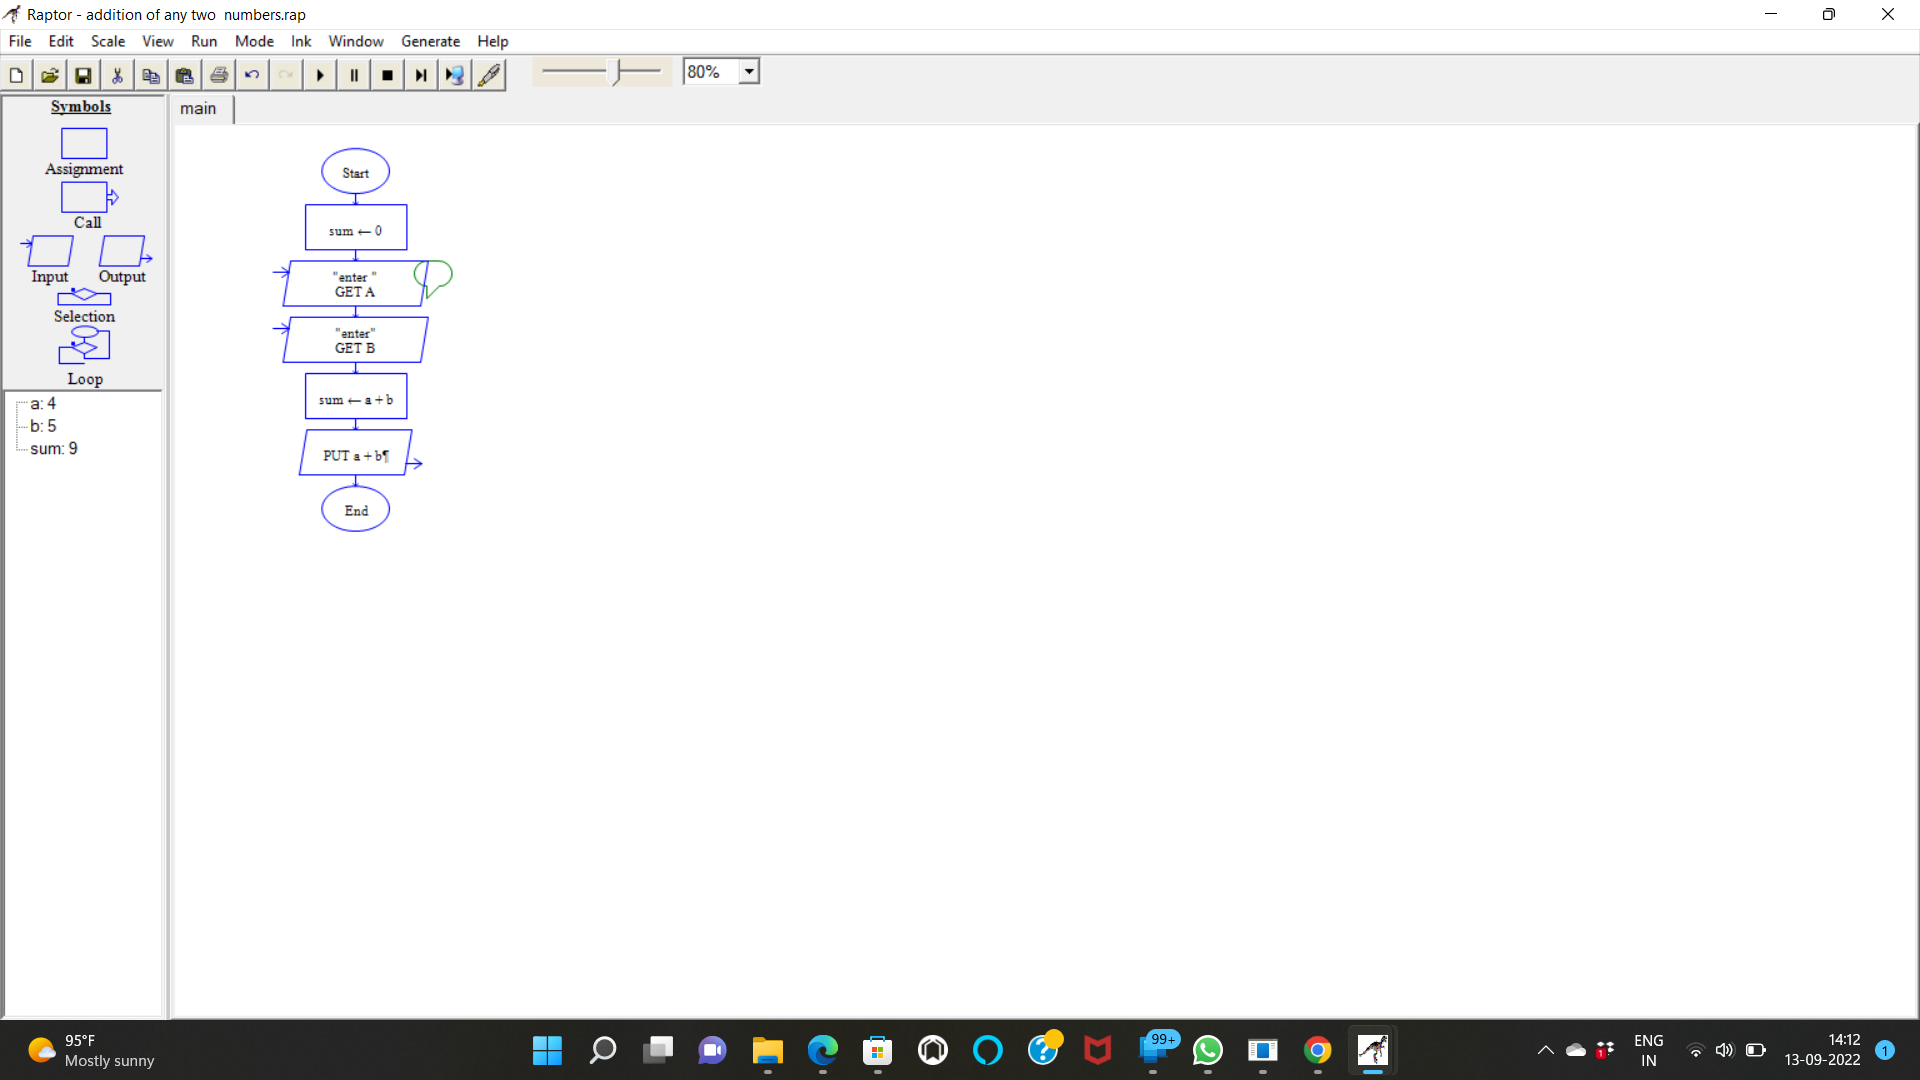 Raptor - addition of any two  numbers.rap
File Edit Scale View Run Mode Ink Window Generate Help
80%
Symbols
Assignment
Call
Input Output
Selection
Loop
a: 4
b: 5
sum: 9
main
Start
sum ← 0
"enter "
GET A
"enter"
GET B
sum ← a + b
PUT a + b¶
End
95°F
Mostly sunny
99+
1
ENG
IN
14:12
13-09-2022
1